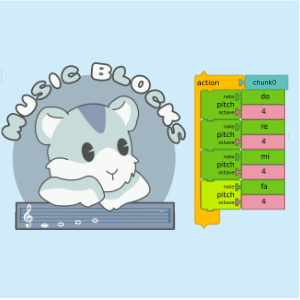 MUSIC BLOCKS
action chunk0
note do
pitch
octave 4
note re
pitch
octave 4
note mi
pitch
octave 4
note fa
pitch
octave 4